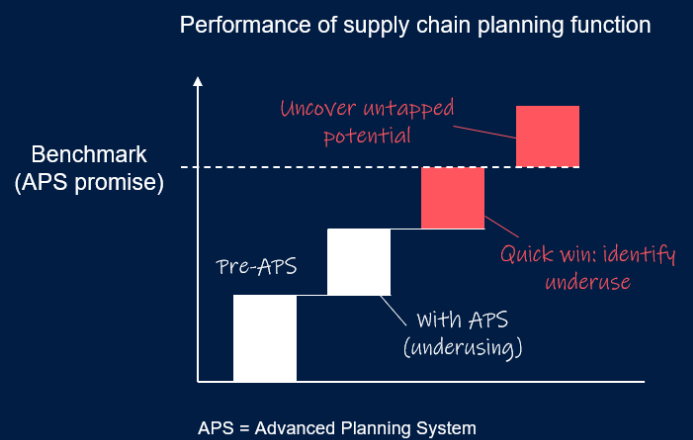 Performance of supply chain planning function
Uncover untapped
potential
Benchmark
(APS promise)
Pre-APS
Quick win: identify
underuse
With APS
(underusing)
APS = Advanced Planning System